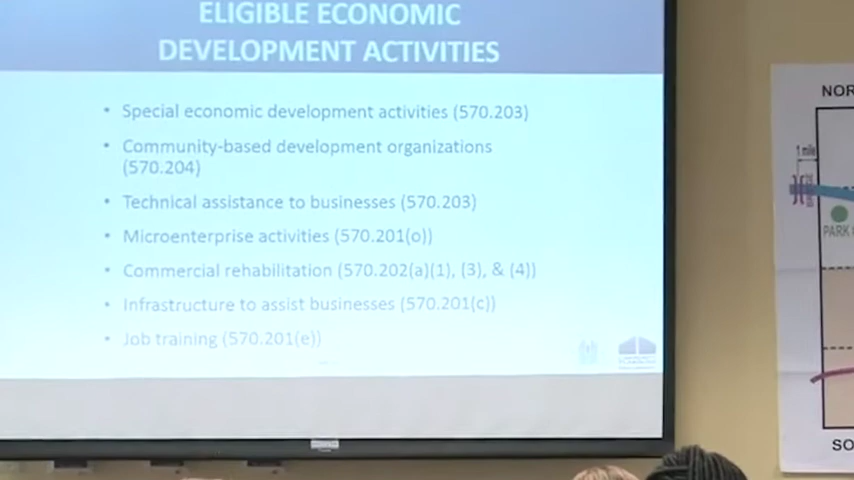 ELIGIBLE ECONOMIC
DEVELOPMENT ACTIVITIES
• Special economic development activities (570.203)
• Community-based development organizations
(570.204)
• Technical assistance to businesses (570.203)
• Microenterprise activities (570.201(o))
• Commercial rehabilitation (570.202(a)(1), (3), & (4))
• Infrastructure to assist businesses (570.201(c))
• Job training (570.201(e))
NOR
1 mile
PARK
SO